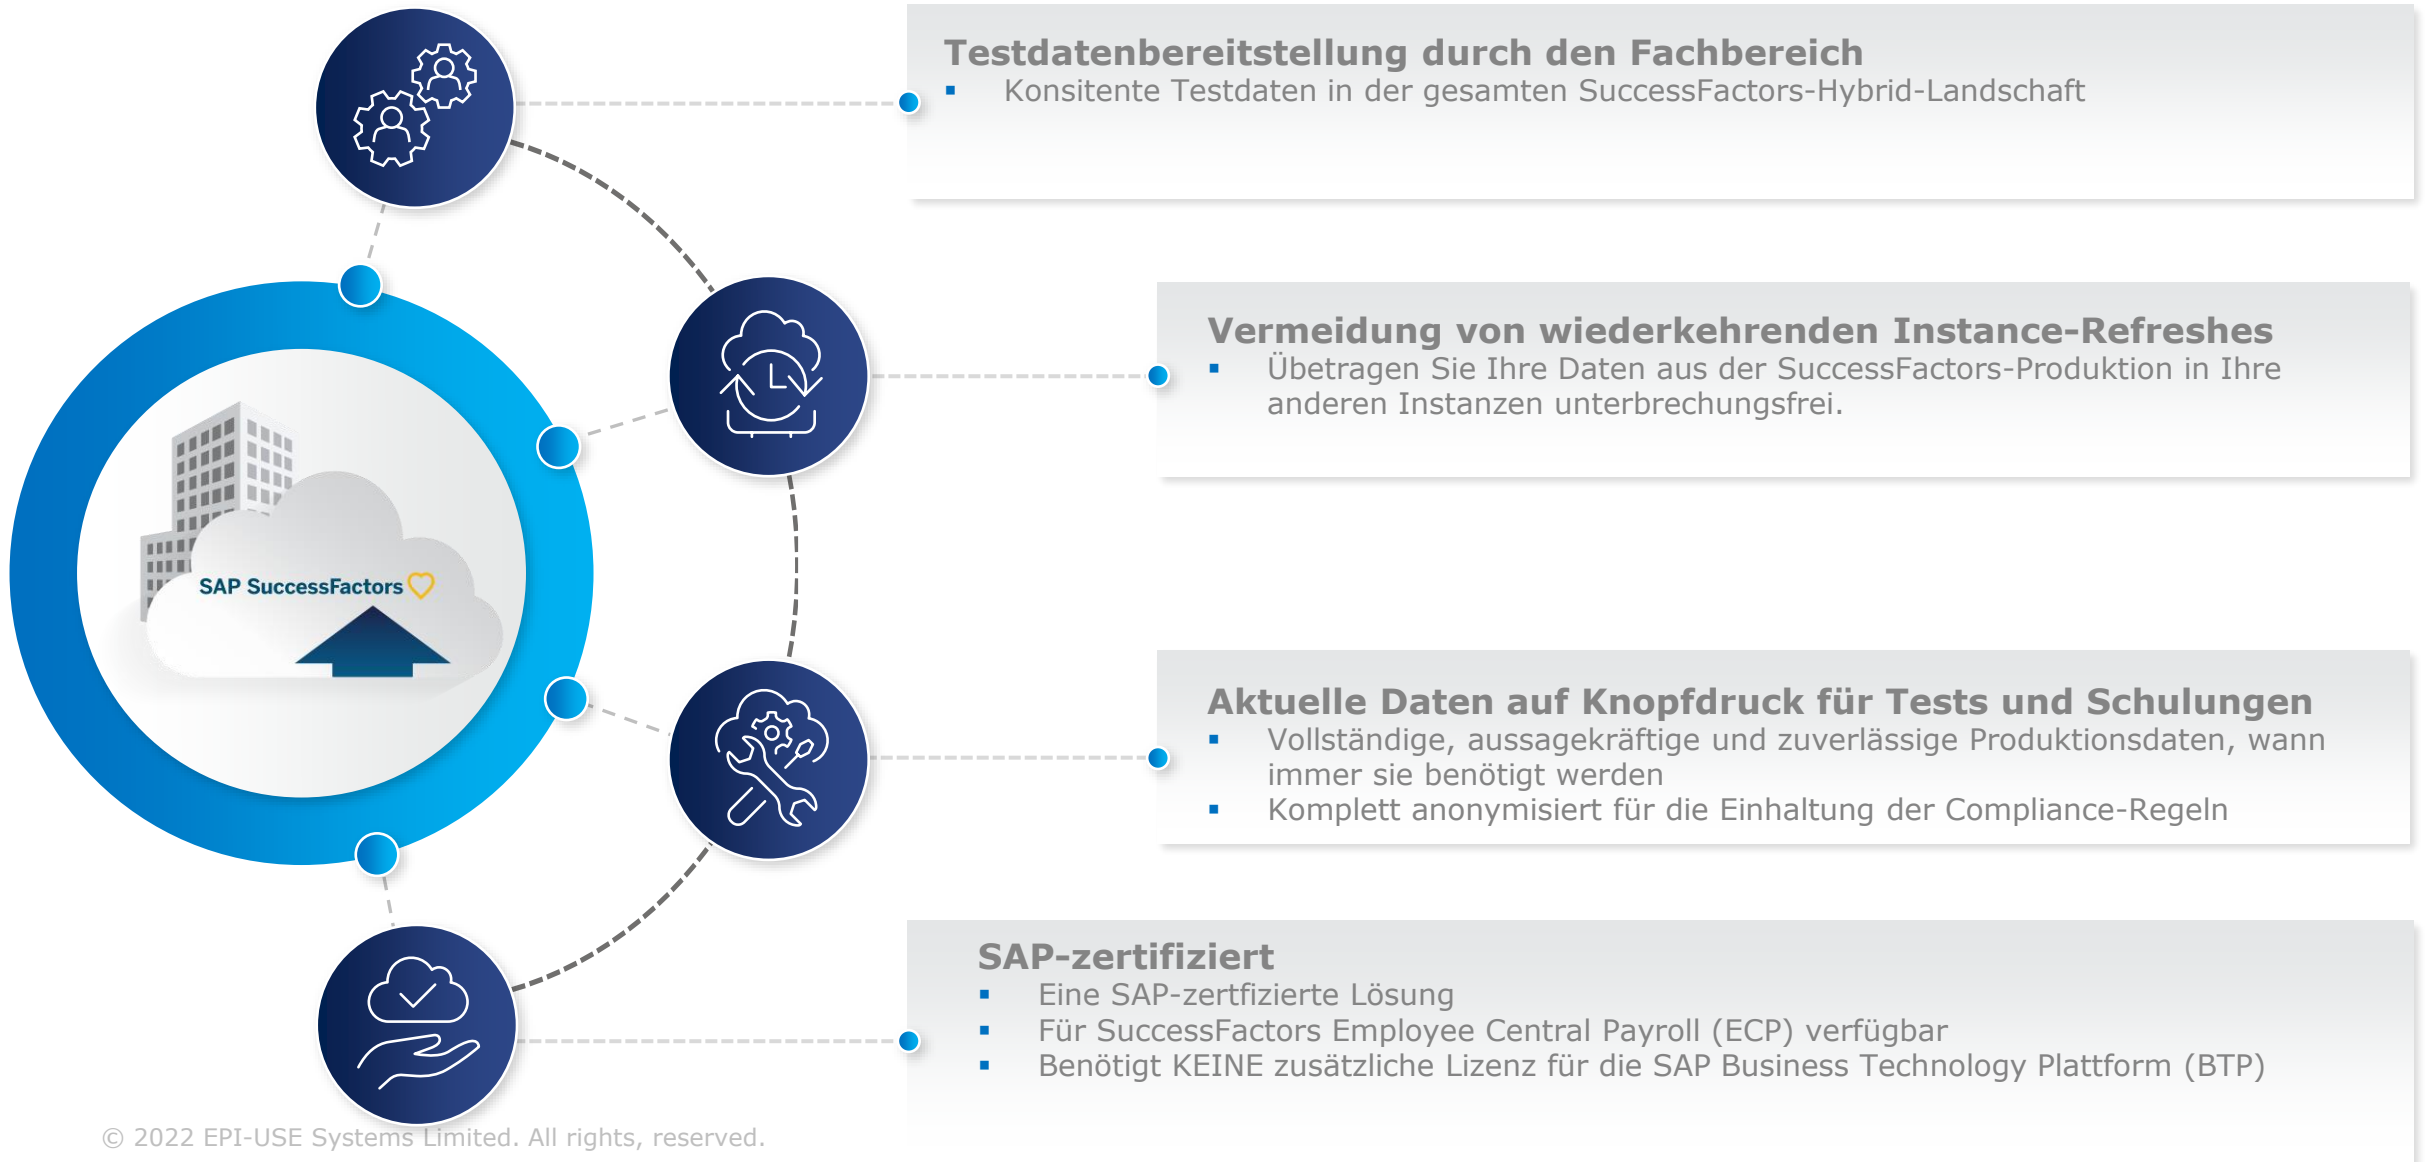 Testdatenbereitstellung durch den Fachbereich
▪ Konsitente Testdaten in der gesamten SuccessFactors-Hybrid-Landschaft
Vermeidung von wiederkehrenden Instance-Refreshes
▪ Übetragen Sie Ihre Daten aus der SuccessFactors-Produktion in Ihre
anderen Instanzen unterbrechungsfrei.
SAP SuccessFactors
Aktuelle Daten auf Knopfdruck für Tests und Schulungen
▪ Vollständige, aussagekräftige und zuverlässige Produktionsdaten, wann
immer sie benötigt werden
▪ Komplett anonymisiert für die Einhaltung der Compliance-Regeln
SAP-zertifiziert
▪ Eine SAP-zertfizierte Lösung
▪ Für SuccessFactors Employee Central Payroll (ECP) verfügbar
▪ Benötigt KEINE zusätzliche Lizenz für die SAP Business Technology Plattform (BTP)
© 2022 EPI-USE Systems Limited. All rights, reserved.